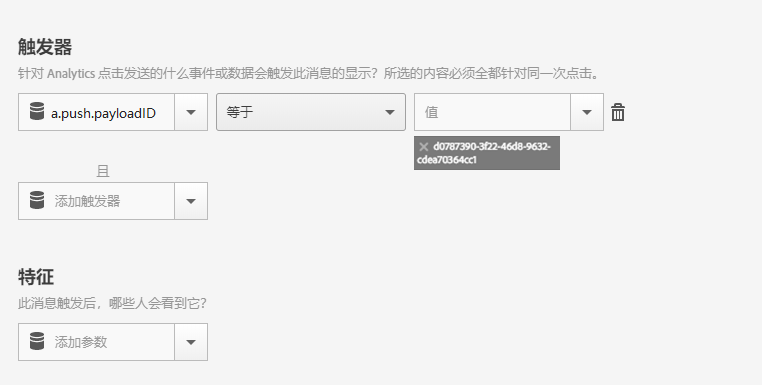 触发器
针对 Analytics 点击发送的什么事件或数据会触发此消息的显示？所选的内容必须全都针对同一次点击。
a.push.payloadID 等于 值
d0787390-3f22-46d8-9632-
cdea70364cc1
且
添加触发器
特征
此消息触发后，哪些人会看到它？
添加参数